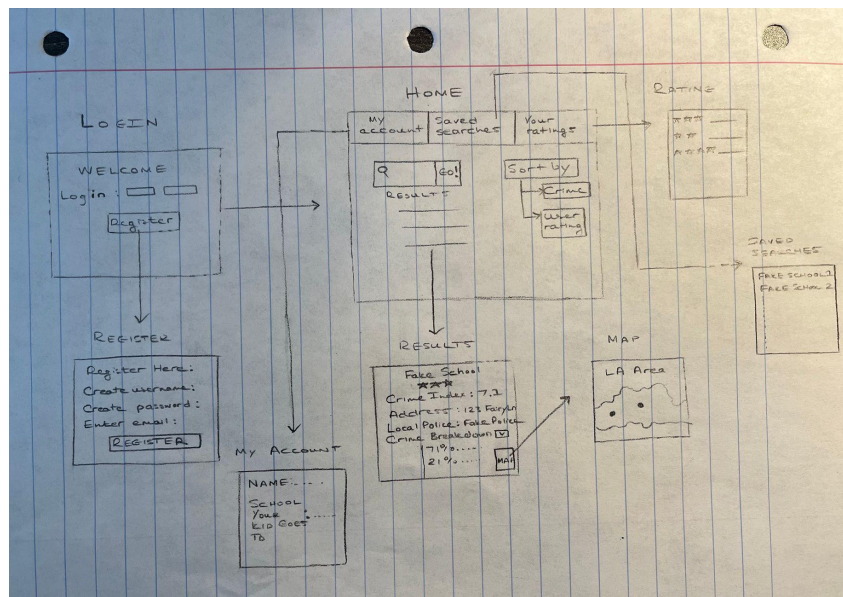 HOME
RATING
LOGIN
My account
Saved searches
Your ratings
WELCOME
Login :
Register
GO!
RESULTS
Sort by
Crime
User rating
SAVED
SEARCHES
FAKE SCHOOL 1
FAKE SCHOOL 2
REGISTER
Register Here:
Create username:
Create password:
Enter email :
REGISTER
RESULTS
Fake School
Crime Index : 7.1
Address : 123 Fairy Ln
Local Police: Fake Police
Crime Breakdown
71%....
21%....
MAP
MAP
LA Area
MY ACCOUNT
NAME:....
SCHOOL
YOUR :.....
KID GOES
TO